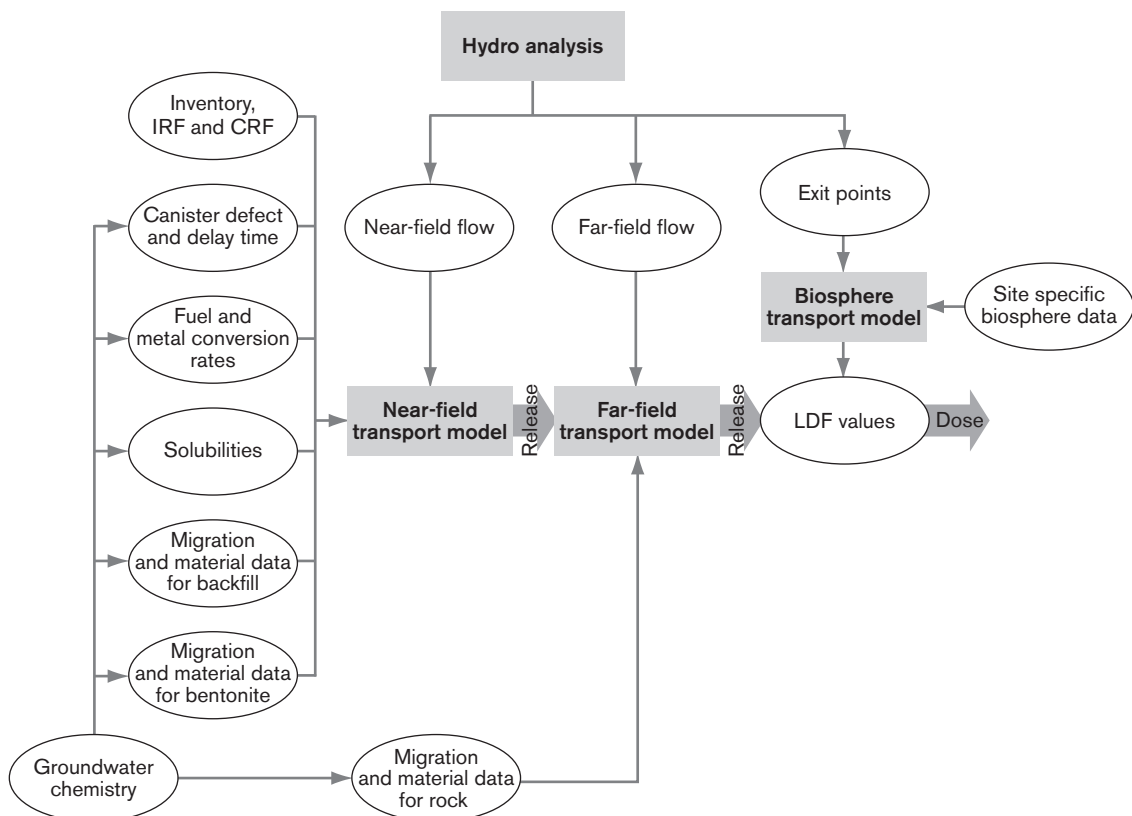 Hydro analysis
Inventory,
IRF and CRF
Canister defect
and delay time
Near-field flow
Far-field flow
Exit points
Fuel and
metal conversion
rates
Biosphere
transport model
Site specific
biosphere data
Solubilities
Near-field
transport model
Release
Far-field
transport model
Release
LDF values
Dose
Migration
and material data
for backfill
Migration
and material data
for bentonite
Groundwater
chemistry
Migration
and material data
for rock